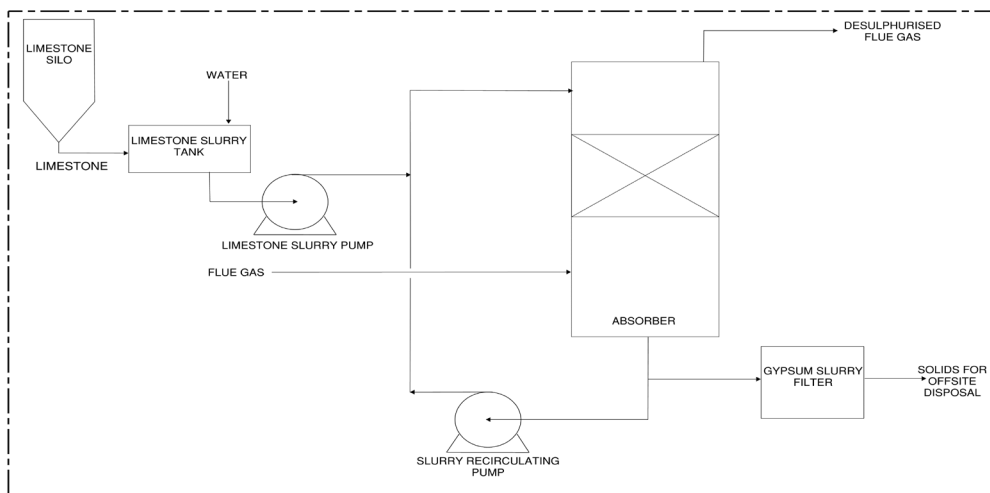 LIMESTONE
SILO
WATER
LIMESTONE SLURRY
TANK
LIMESTONE
LIMESTONE SLURRY PUMP
FLUE GAS
DESULPHURISED
FLUE GAS
ABSORBER
GYPSUM SLURRY
FILTER
SOLIDS FOR
OFFSITE
DISPOSAL
SLURRY RECIRCULATING
PUMP